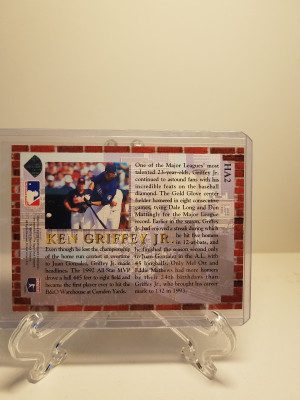 HA2
One of the Major Leagues' most
talented 23-year-olds, Griffey Jr.
continued to astound fans with his
incredible feats on the baseball
diamond. The Gold Glove center
fielder homered in eight consecutive
games, tying Dale Long and Don
Mattingly for the Major League
record. Earlier in the season, Griffey
Jr. had enjoyed a streak during which
he hit five homers
in 12 at-bats, and
he finished the season second only
to Juan Gonzalez in the A.L. with
45 longballs. Only Mel Ott and
Eddie Mathews had more homers
by their 24th birthdays than
Griffey Jr., who brought his career
mark to 132 in 1993.
KEN GRIFFEY JR.
Even though he lost the championship
of the home run contest in overtime
to Juan Gonzalez, Griffey Jr. made
headlines. The 1992 All-Star MVP
drove a ball 465 feet to right field and
became the first player ever to hit the
B&O Warehouse at Camden Yards.